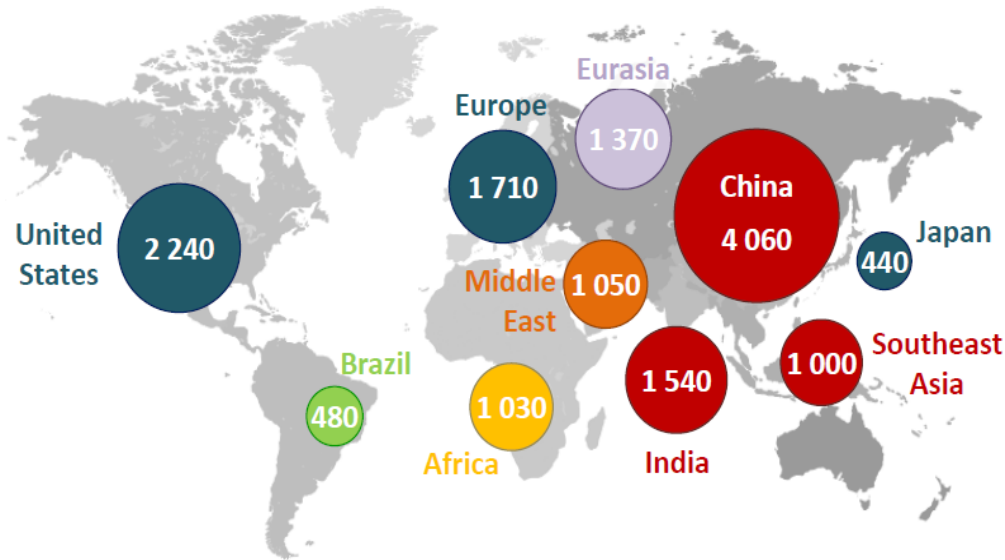 Eurasia
1 370
Europe
1 710
China
4 060
United
States
2 240
Japan
440
Middle
East
1 050
Southeast
Asia
1 000
Brazil
480
1 540
India
1 030
Africa